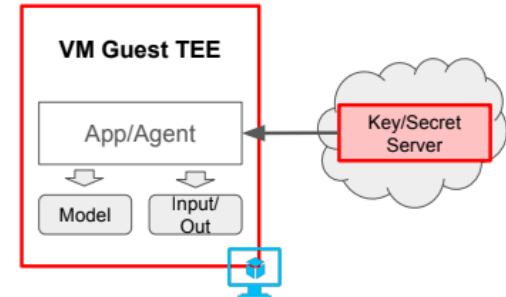 VM Guest TEE
App/Agent
Key/Secret
Server
Model
Input/
Out